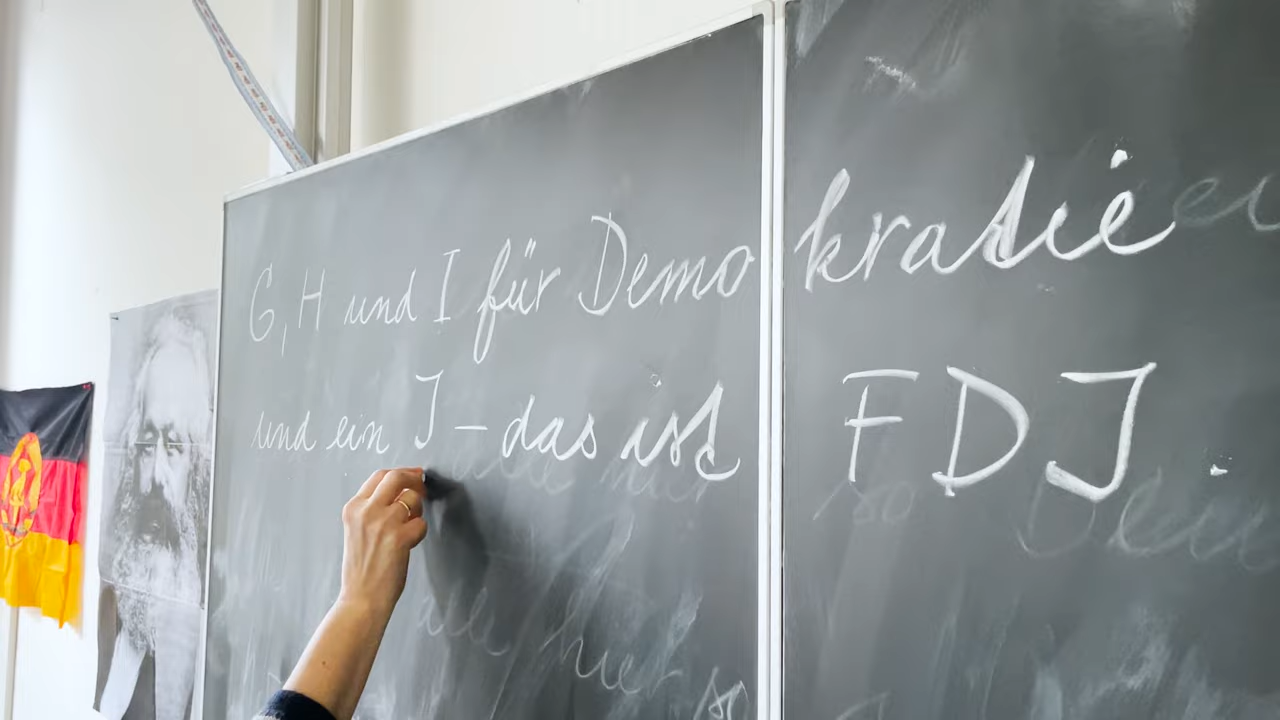 G, H und I für Demokratie
und ein J – das ist FDJ.